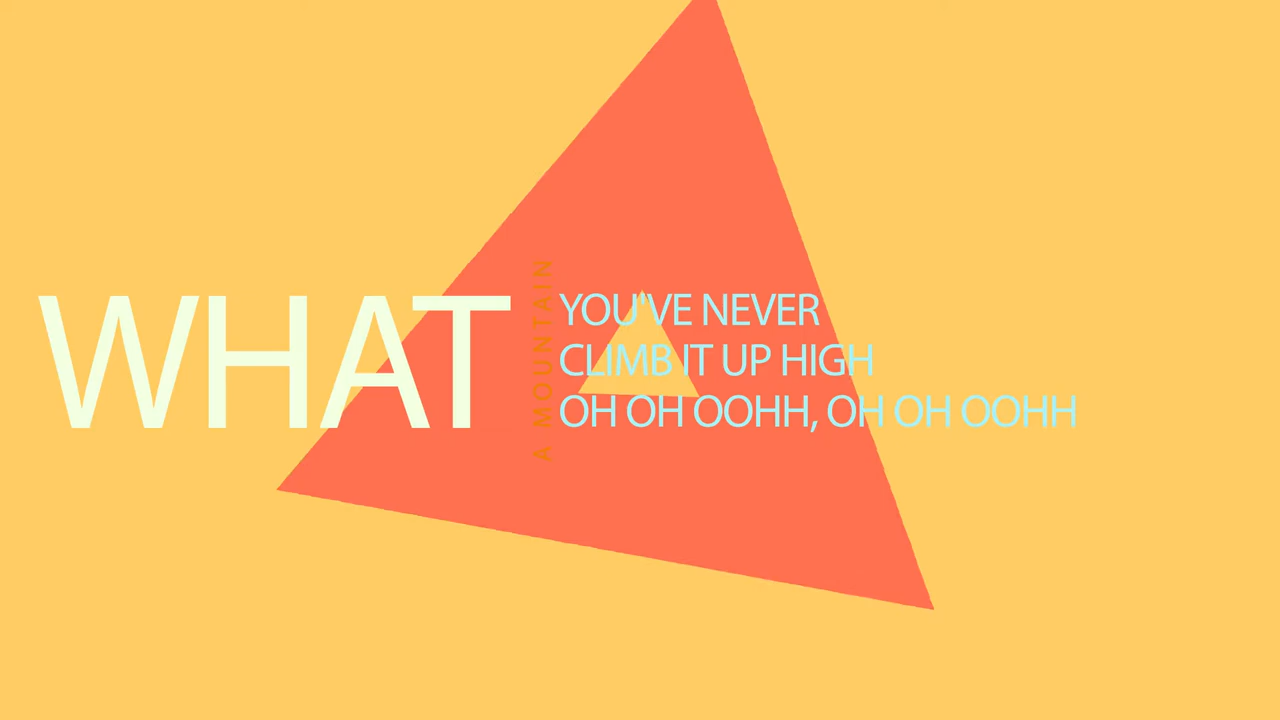 WHAT
A MOUNTAIN
YOU'VE NEVER
CLIMB IT UP HIGH
OH OH OOHH, OH OH OOHH